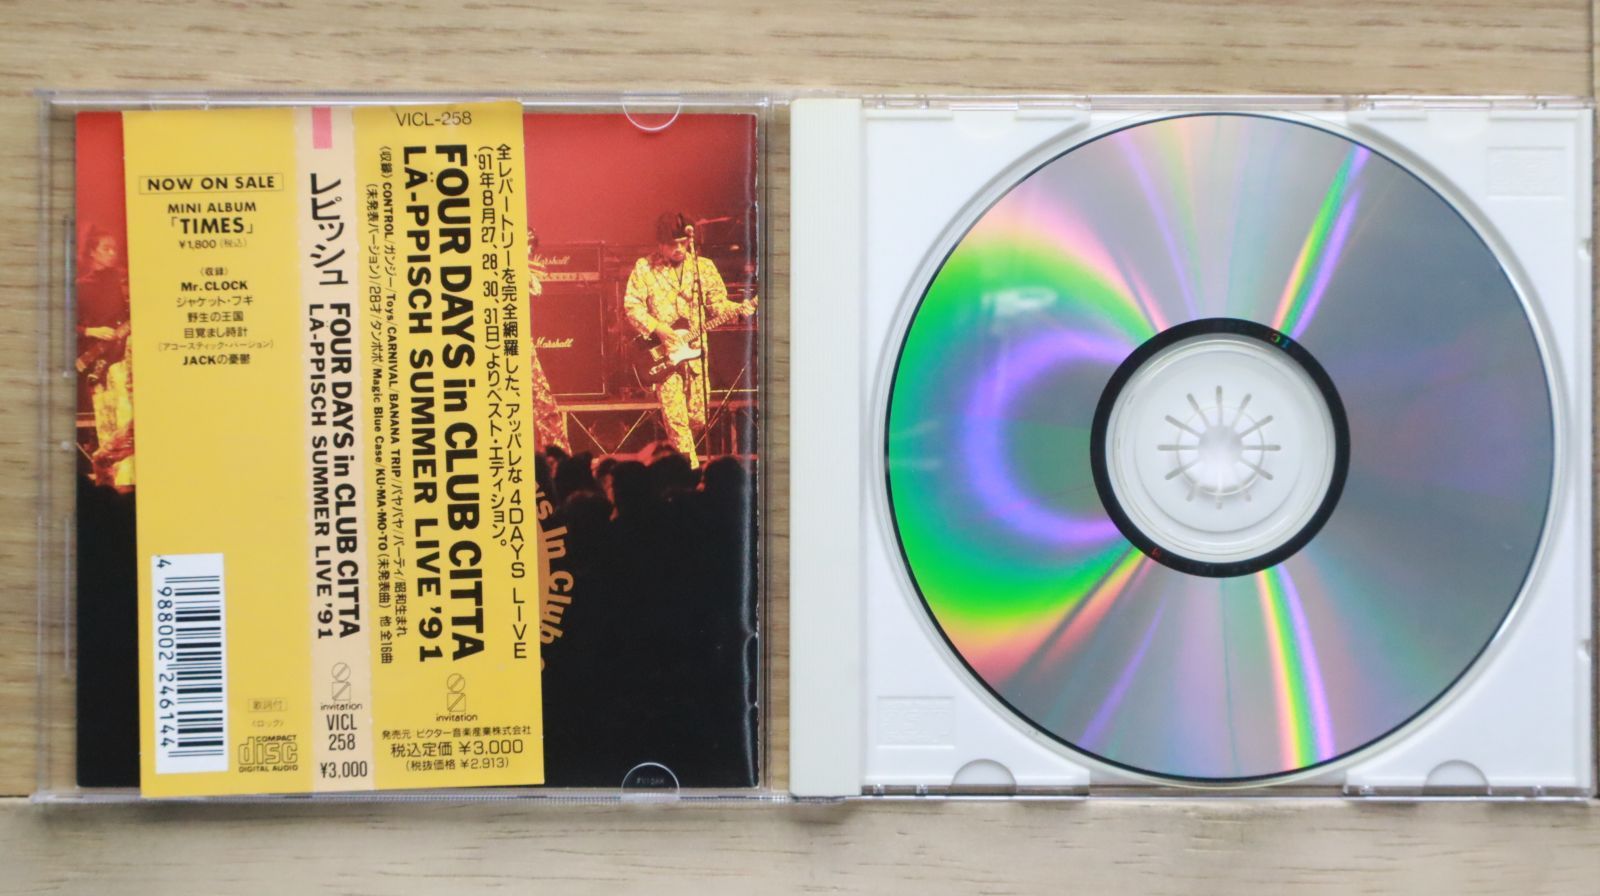 NOW ON SALE
MINI ALBUM
「TIMES」
¥1,800(税込)
〈収録〉
Mr.CLOCK
ジャケット・フギ
野生の王国
目覚まし時計
(アコースティック・バージョン)
JACKの憂鬱
4 988002 246144
歌詞付
〈ロック〉
COMPACT
disc
DIGITAL AUDIO
FOUR DAYS in CLUB CITTA
LÄ-PPISCH SUMMER LIVE '91
invitation
VICL
258
¥3,000
VICL-258
全レパートリーを完全網羅した、アッパレな4DAYS LIVE
('91年8月27、28、30、31日)よりベスト・Hディション)。
FOUR DAYS in CLUB CITTA
LÄ-PPISCH SUMMER LIVE '91
〈収録〉CONTROL/ガンジー/Toys/CARNIVAL/BANANA TRIP/パヤパヤ/パーティ/昭和生まれ
(未発表バージョン)/28才/タンポポ/Magic Blue Case/KU・MA・MO・TO(未発表曲) 他 全16曲
invitation
発売元 ビクター音楽産業株式会社
税込定価 ¥3,000
(税抜価格 ¥2,913)
Marshall
Marshall
In Club